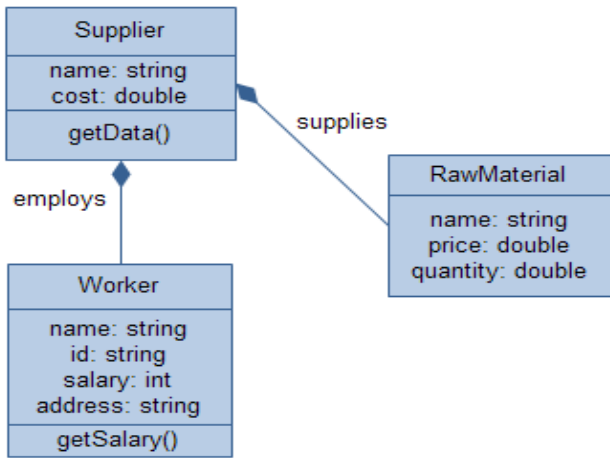 Supplier
name: string
cost: double
getData()
supplies
employs
RawMaterial
name: string
price: double
quantity: double
Worker
name: string
id: string
salary: int
address: string
getSalary()